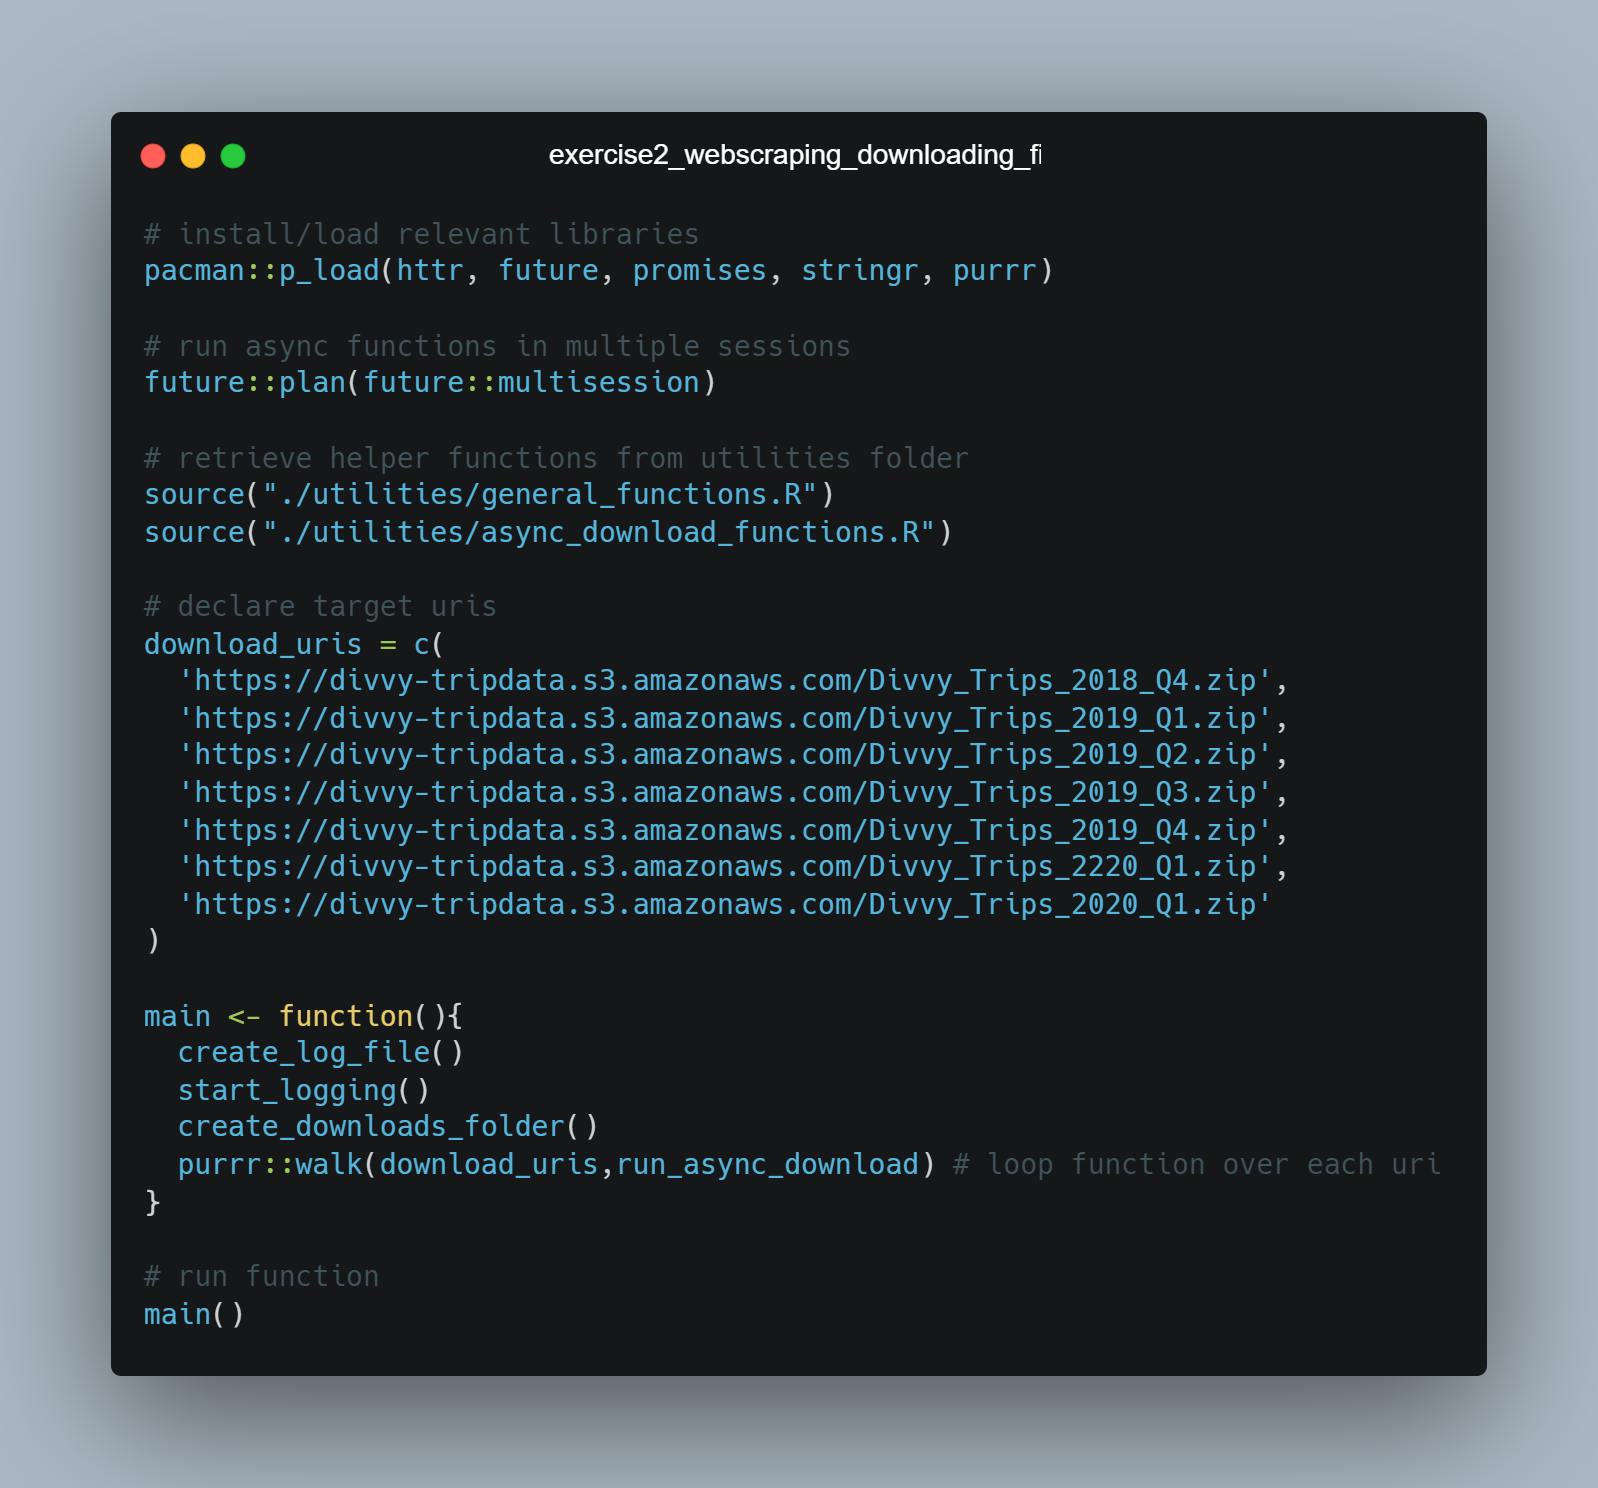 exercise2_webscraping_downloading_fi
# install/load relevant libraries
pacman::p_load(httr, future, promises, stringr, purrr)
# run async functions in multiple sessions
future::plan(future::multisession)
# retrieve helper functions from utilities folder
source("./utilities/general_functions.R")
source("./utilities/async_download_functions.R")
# declare target uris
download_uris = c(
  'https://divvy-tripdata.s3.amazonaws.com/Divvy_Trips_2018_Q4.zip',
  'https://divvy-tripdata.s3.amazonaws.com/Divvy_Trips_2019_Q1.zip',
  'https://divvy-tripdata.s3.amazonaws.com/Divvy_Trips_2019_Q2.zip',
  'https://divvy-tripdata.s3.amazonaws.com/Divvy_Trips_2019_Q3.zip',
  'https://divvy-tripdata.s3.amazonaws.com/Divvy_Trips_2019_Q4.zip',
  'https://divvy-tripdata.s3.amazonaws.com/Divvy_Trips_2220_Q1.zip',
  'https://divvy-tripdata.s3.amazonaws.com/Divvy_Trips_2020_Q1.zip'
)
main <- function(){
  create_log_file()
  start_logging()
  create_downloads_folder()
  purrr::walk(download_uris,run_async_download) # loop function over each uri
}
# run function
main()